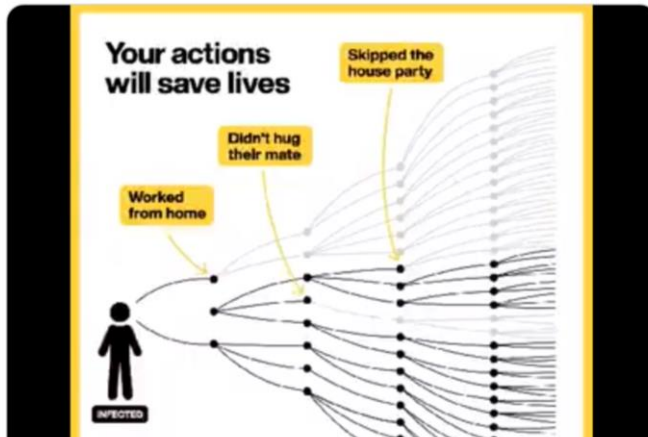 Your actions
will save lives
Skipped the
house party
Didn't hug
their mate
Worked
from home
INFECTED